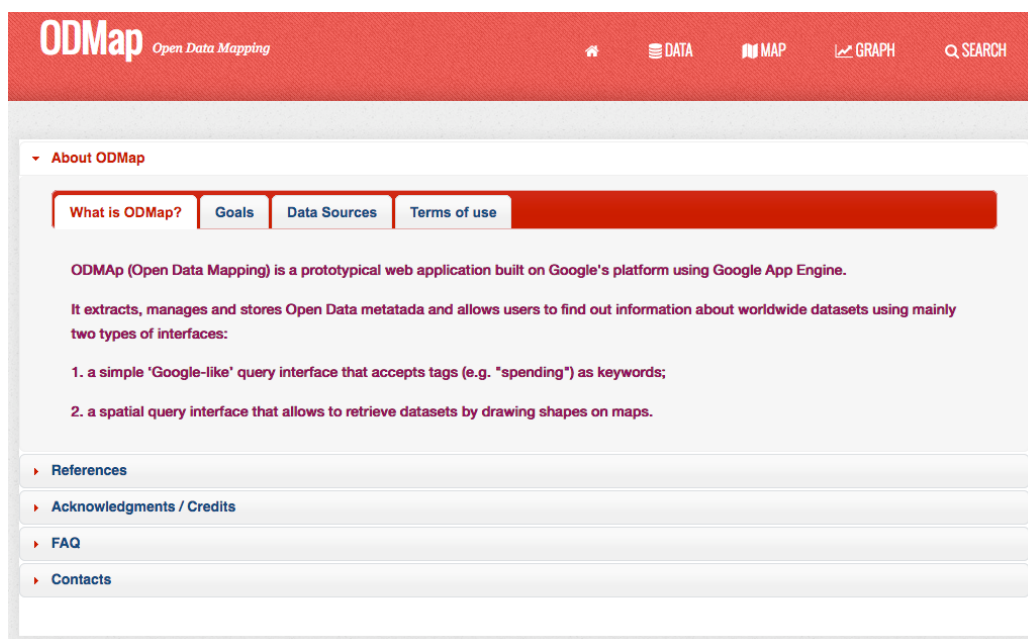 ODMap Open Data Mapping
DATA
MAP
GRAPH
SEARCH
About ODMap
What is ODMap?
Goals
Data Sources
Terms of use
ODMAp (Open Data Mapping) is a prototypical web application built on Google's platform using Google App Engine.
It extracts, manages and stores Open Data metatada and allows users to find out information about worldwide datasets using mainly
two types of interfaces:
1. a simple 'Google-like' query interface that accepts tags (e.g. "spending") as keywords;
2. a spatial query interface that allows to retrieve datasets by drawing shapes on maps.
References
Acknowledgments / Credits
FAQ
Contacts